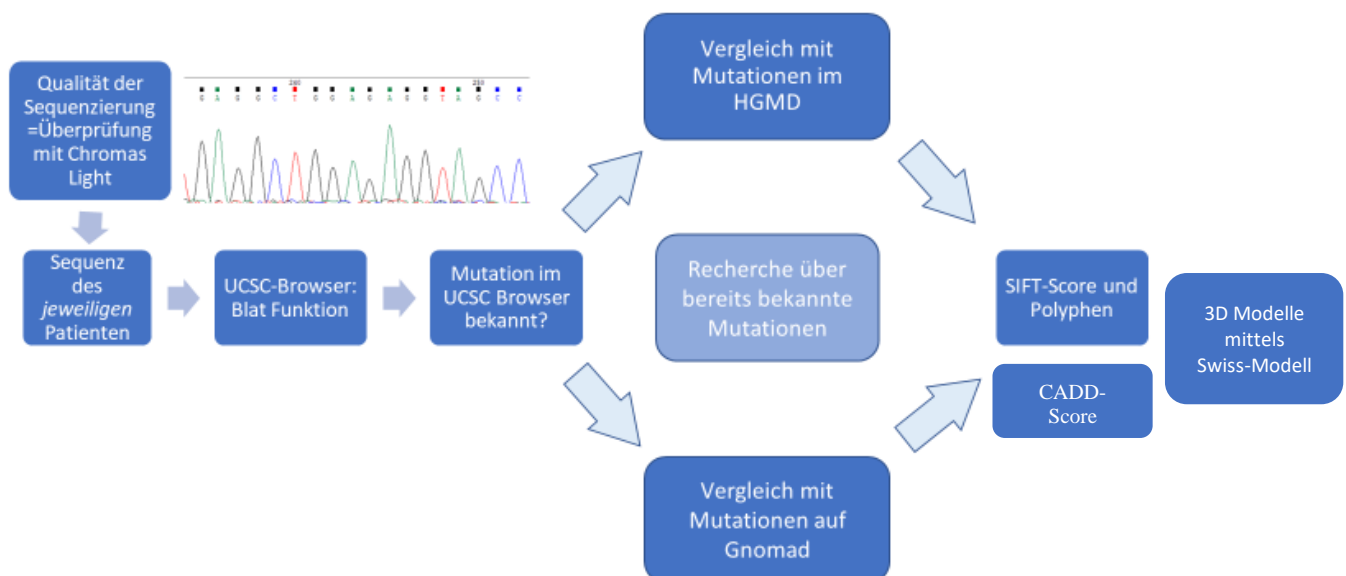 Qualität der
Sequenzierung
=Überprüfung
mit Chromas
Light
240
250
G A G G C T G G A G A G G T A G C C
Sequenz
des
jeweiligen
Patienten
UCSC-Browser:
Blat Funktion
Mutation im
UCSC Browser
bekannt?
Vergleich mit
Mutationen im
HGMD
Recherche über
bereits bekannte
Mutationen
Vergleich mit
Mutationen auf
Gnomad
SIFT-Score und
Polyphen
CADD-
Score
3D Modelle
mittels
Swiss-Modell